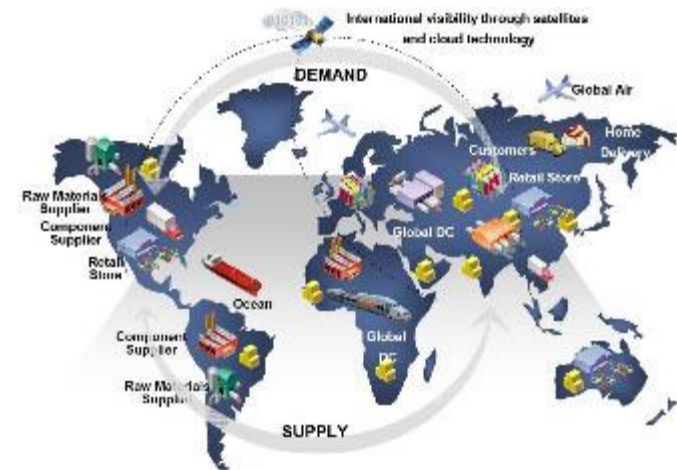 International visibility through satellites
and cloud technology
DEMAND
Global Air
Home
Delivery
Customers
Retail Store
Raw Material
Supplier
Component
Supplier
Retail
Store
Global DC
Ocean
Component
Supplier
Global
DC
Raw Materials
Supplier
SUPPLY